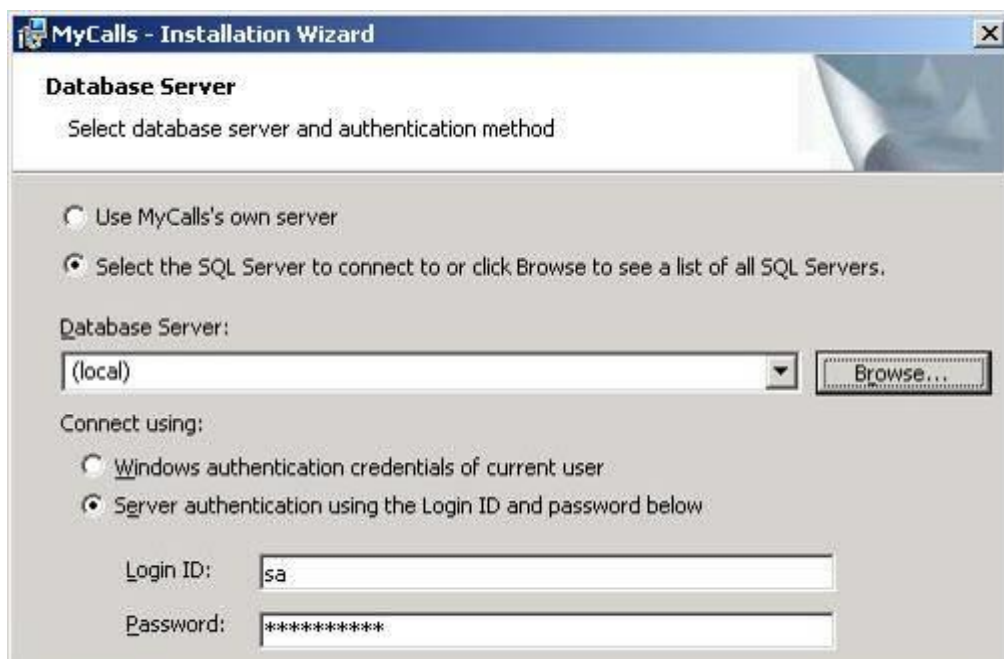 MyCalls - Installation Wizard
Database Server
Select database server and authentication method
Use MyCalls's own server
Select the SQL Server to connect to or click Browse to see a list of all SQL Servers.
Database Server:
(local)
Browse...
Connect using:
Windows authentication credentials of current user
Server authentication using the Login ID and password below
Login ID:
sa
Password:
**********